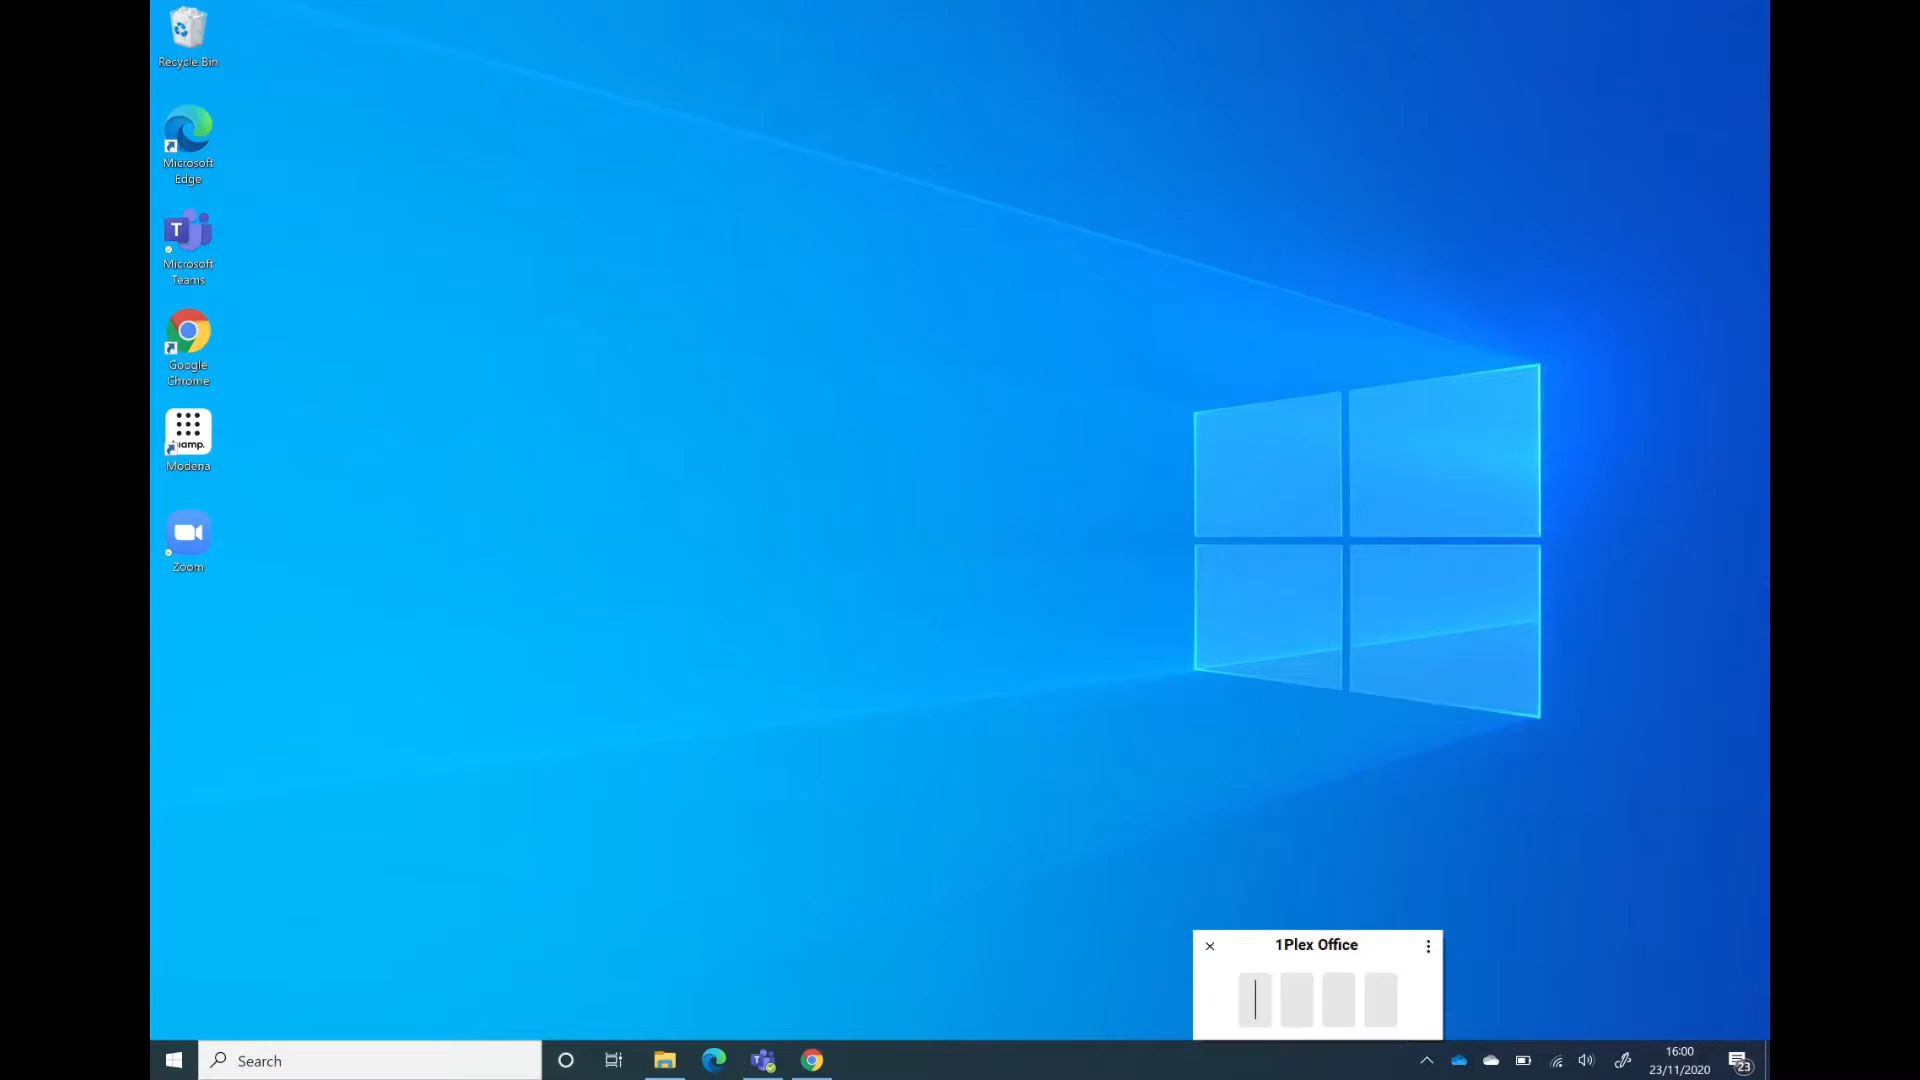 Recycle Bin
Microsoft
Edge
T
Microsoft
Teams
Google
Chrome
Modena
Zoom
1Plex Office
Search
16:00
23/11/2020
23